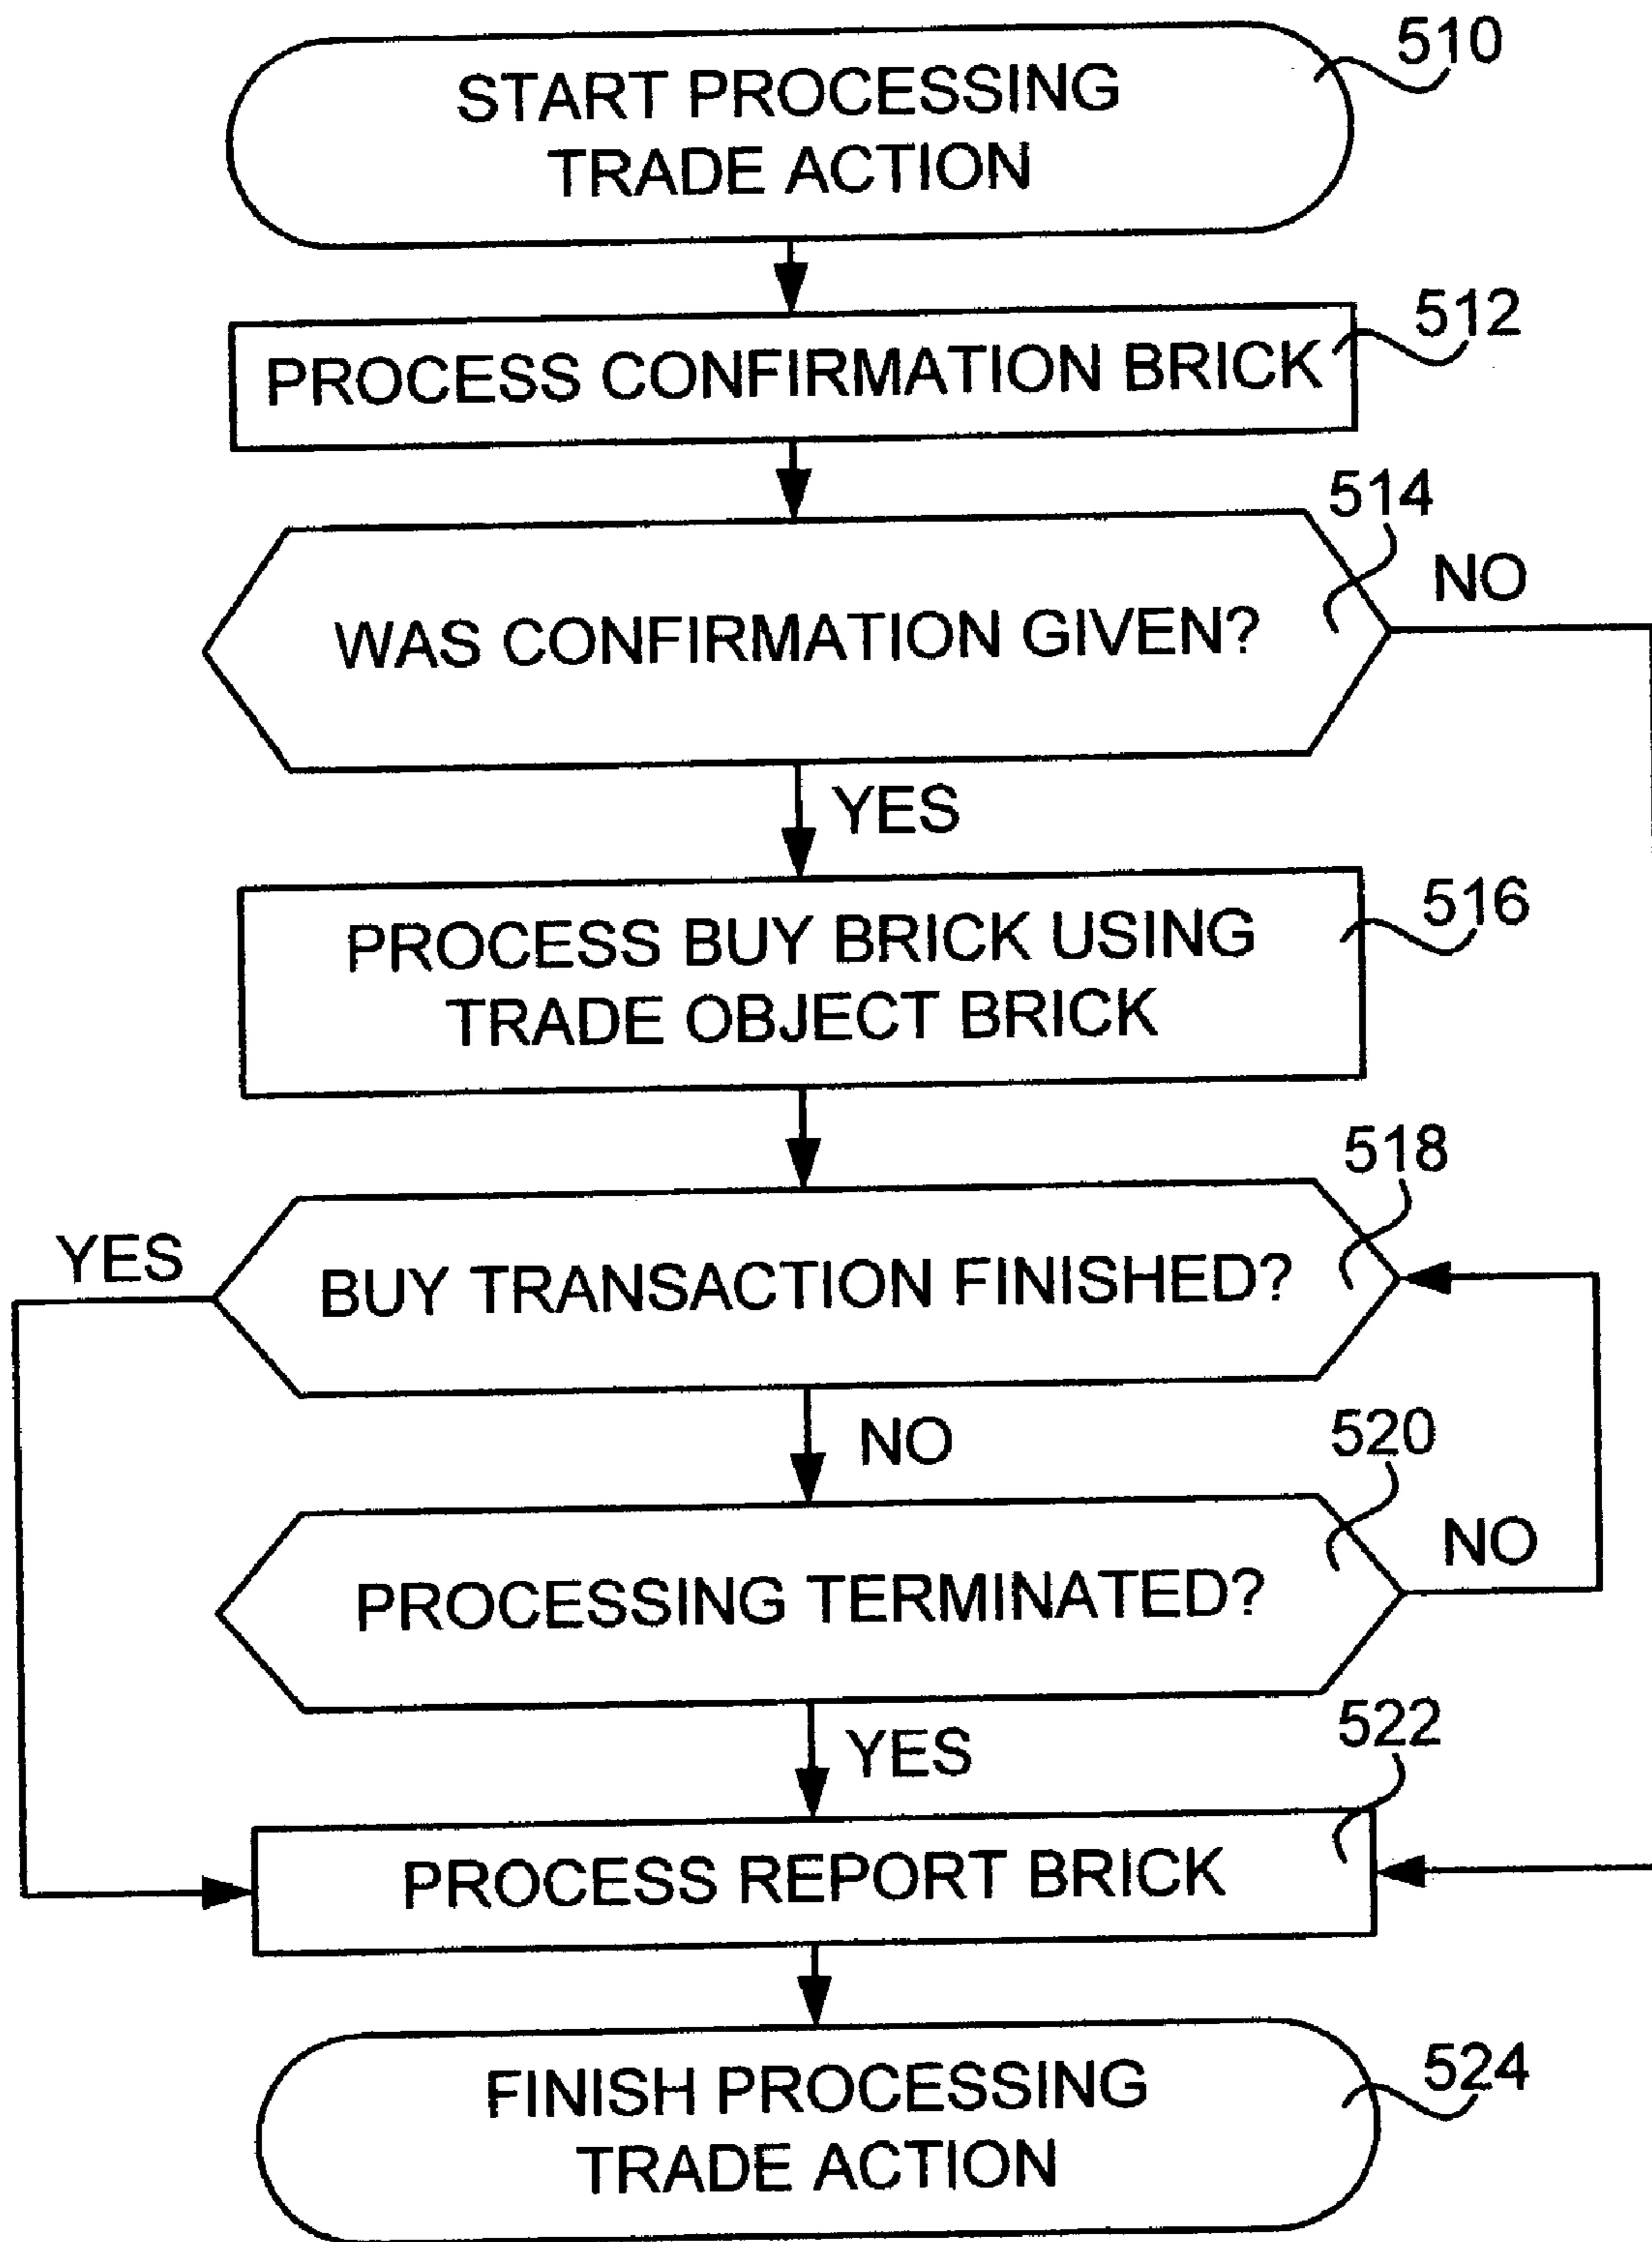 510
START PROCESSING
TRADE ACTION
512
PROCESS CONFIRMATION BRICK
514
NO
WAS CONFIRMATION GIVEN?
YES
516
PROCESS BUY BRICK USING
TRADE OBJECT BRICK
518
YES
BUY TRANSACTION FINISHED?
NO
520
NO
PROCESSING TERMINATED?
YES
522
PROCESS REPORT BRICK
524
FINISH PROCESSING
TRADE ACTION